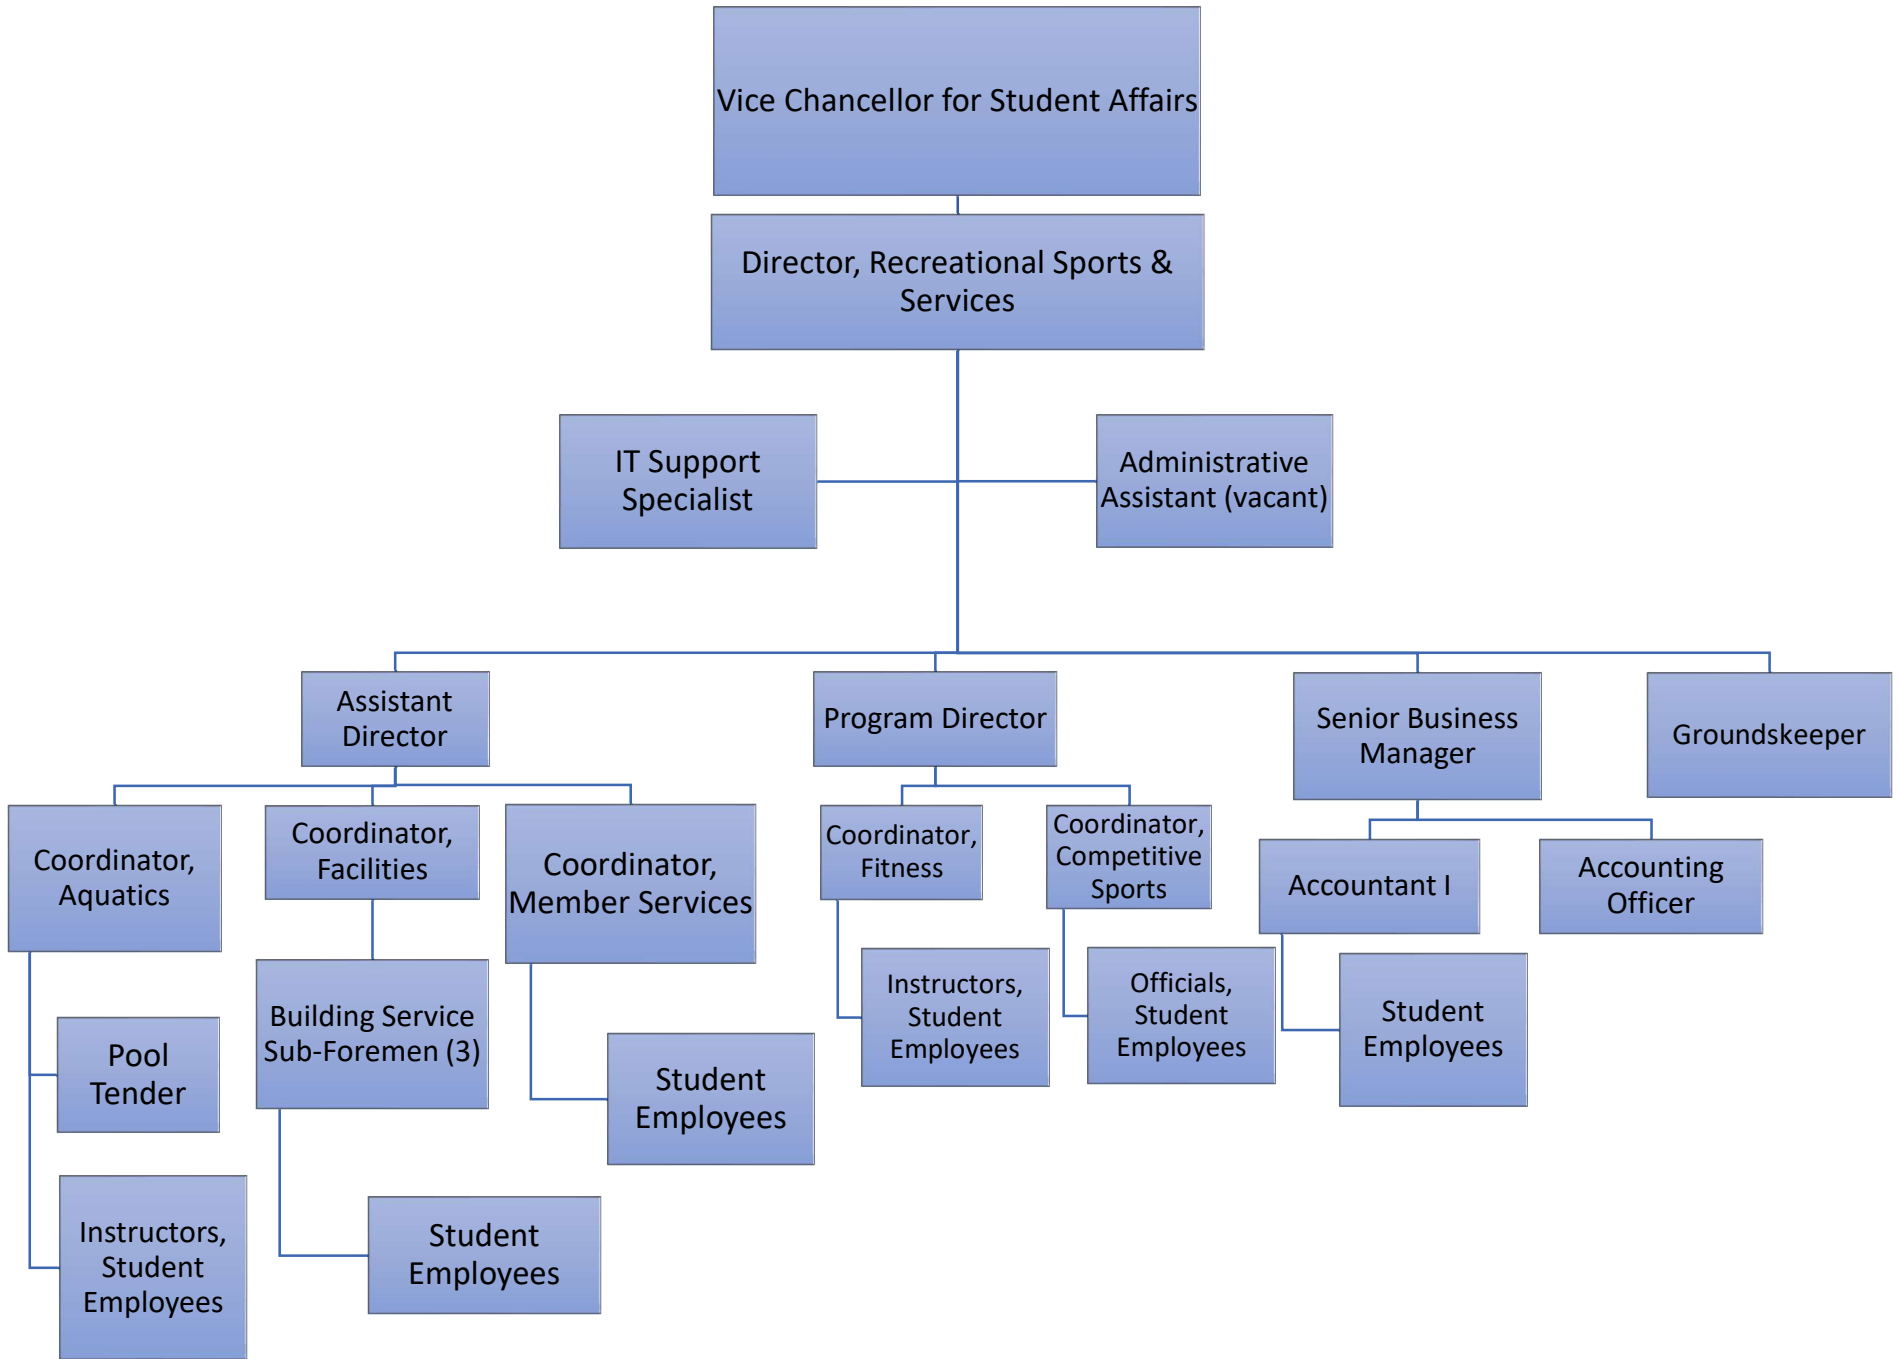 Vice Chancellor for Student Affairs
Director, Recreational Sports &
Services
IT Support
Specialist
Administrative
Assistant (vacant)
Assistant
Director
Program Director
Senior Business
Manager
Groundskeeper
Coordinator,
Aquatics
Coordinator,
Facilities
Coordinator,
Member Services
Coordinator,
Fitness
Coordinator,
Competitive
Sports
Accountant I
Accounting
Officer
Pool
Tender
Building Service
Sub-Foremen (3)
Student
Employees
Instructors,
Student
Employees
Officials,
Student
Employees
Student
Employees
Instructors,
Student
Employees
Student
Employees